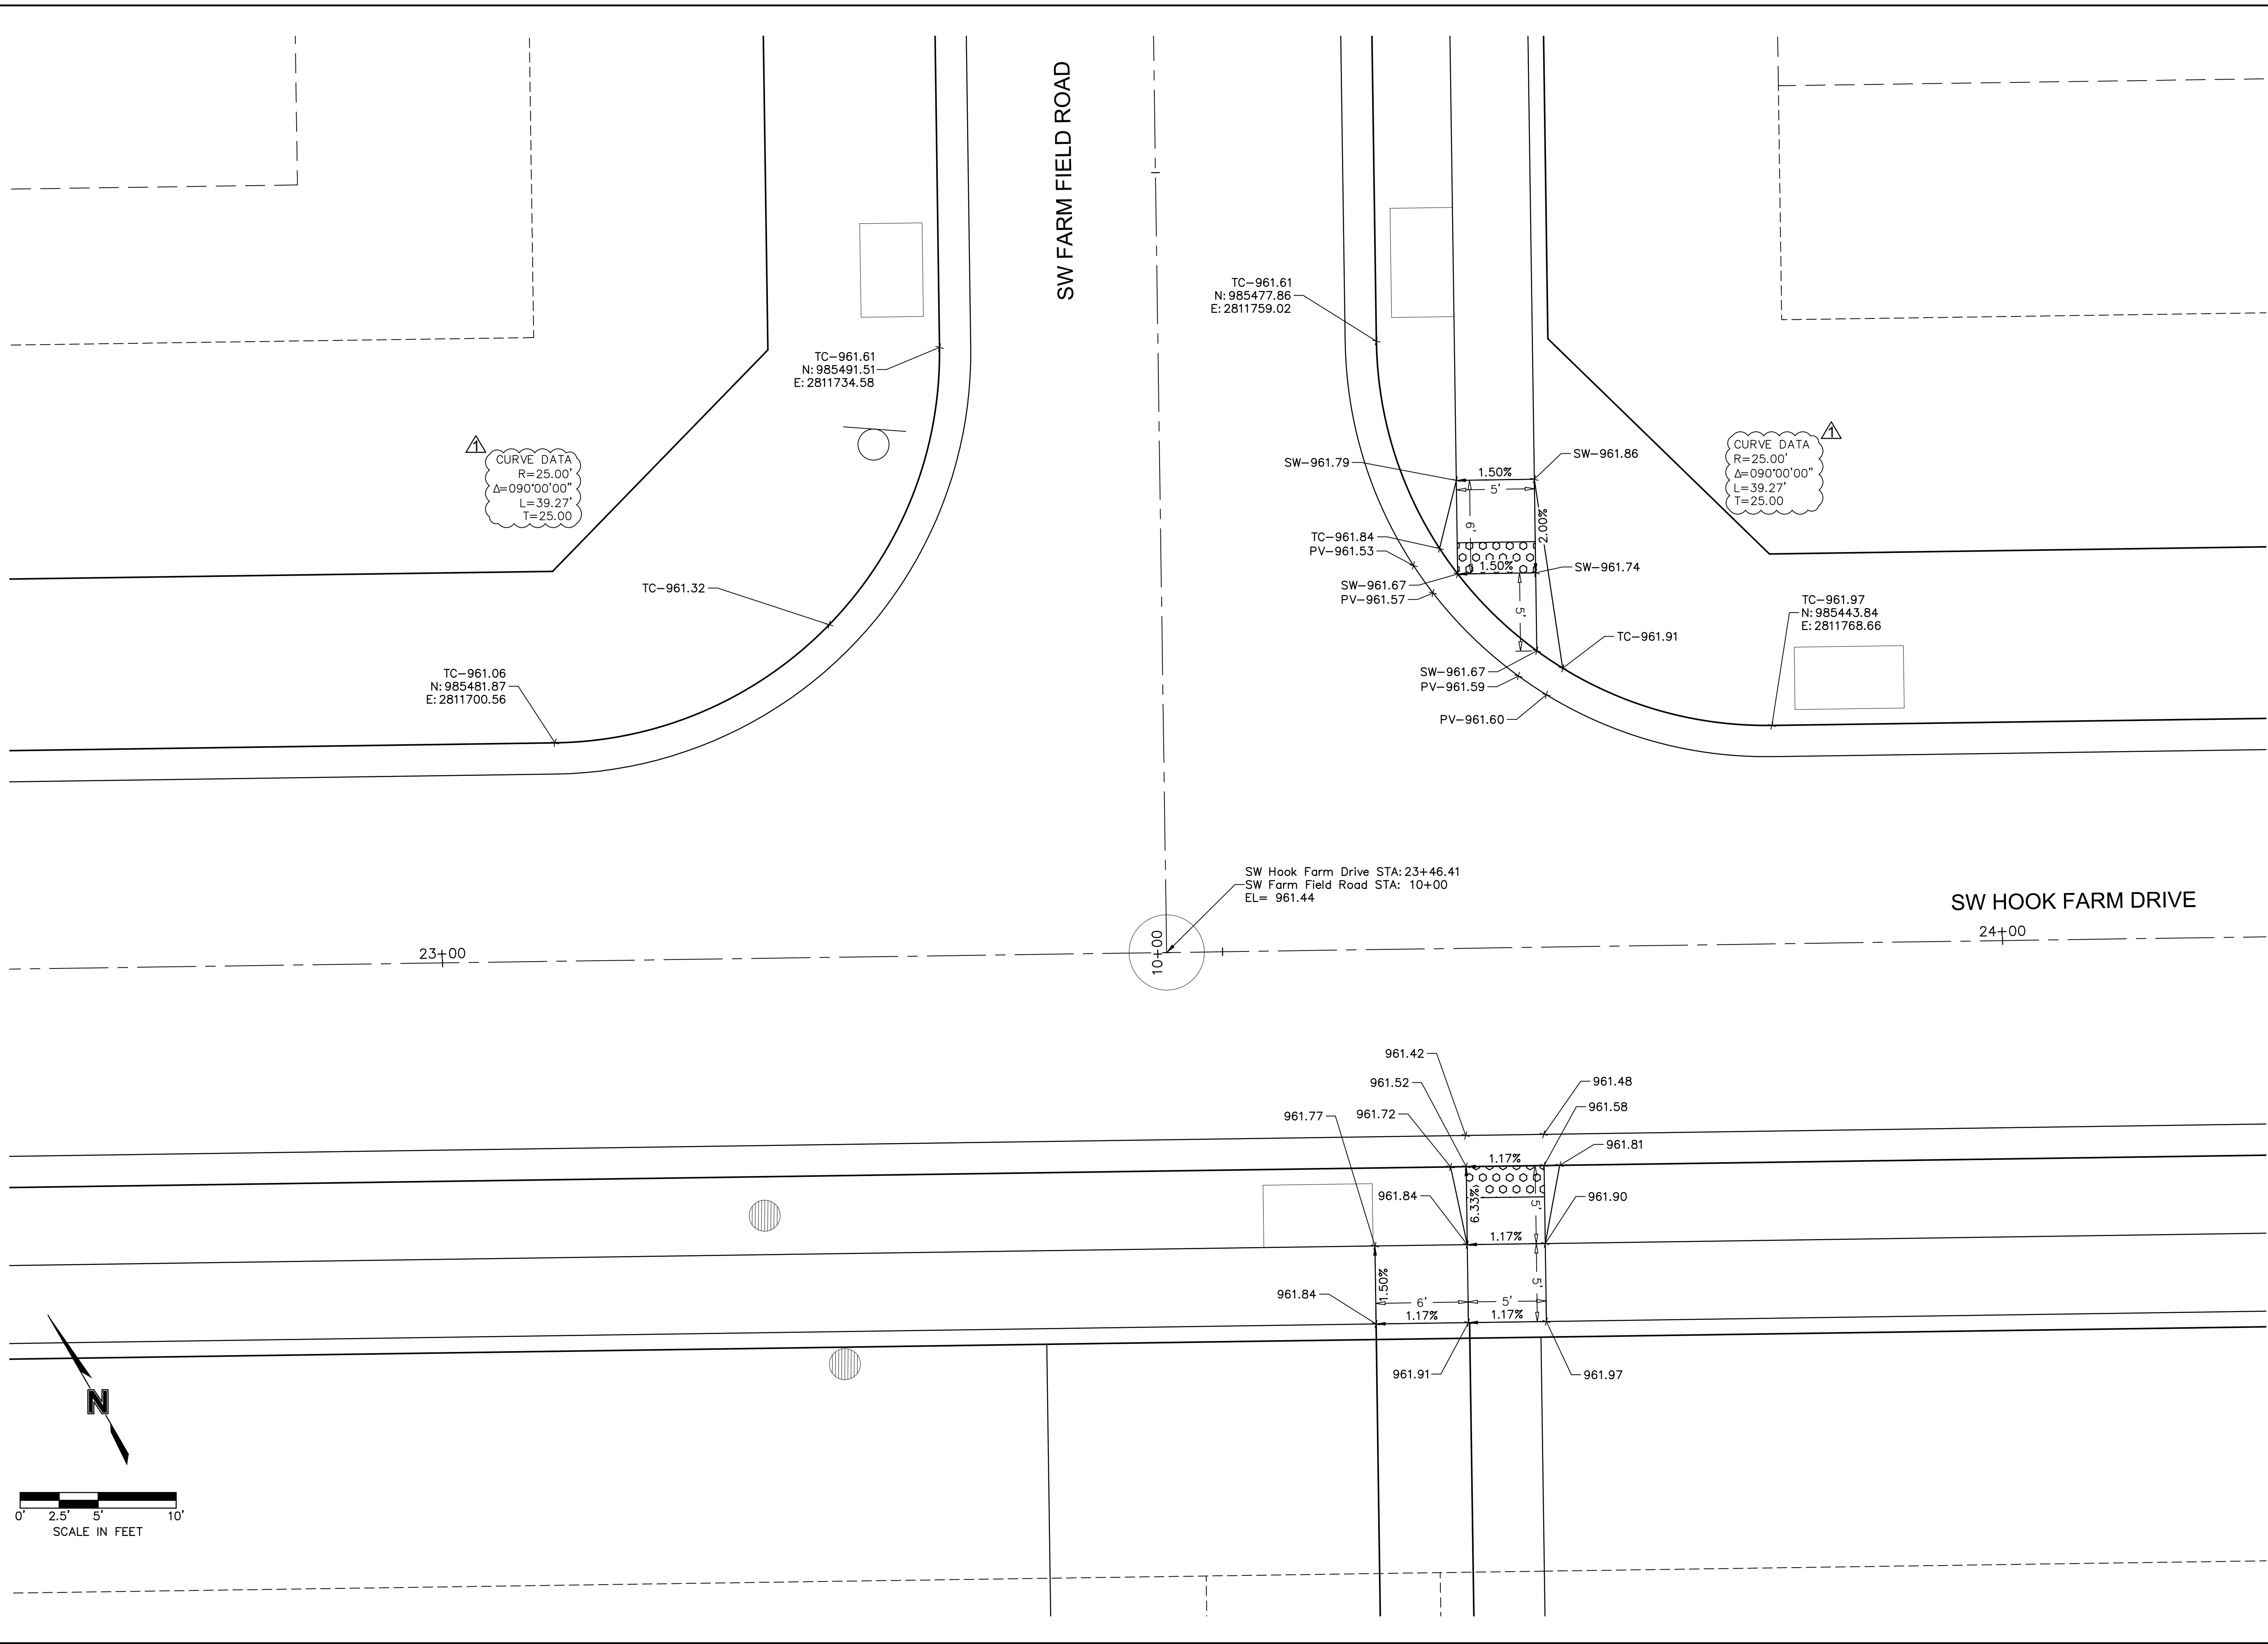 SW FARM FIELD ROAD
TC-961.61
N: 985477.86
E: 2811759.02
TC-961.61
N: 985491.51
E: 2811734.58
1
CURVE DATA
R=25.00'
Δ=090°00'00"
L=39.27'
T=25.00
1
CURVE DATA
R=25.00'
Δ=090°00'00"
L=39.27'
T=25.00
SW-961.79
1.50%
SW-961.86
5'
6'
2.00%
TC-961.84
PV-961.53
1.50%
SW-961.74
SW-961.67
PV-961.57
5'
TC-961.32
TC-961.97
N: 985443.84
E: 2811768.66
TC-961.91
TC-961.06
N: 985481.87
E: 2811700.56
SW-961.67
PV-961.59
PV-961.60
SW Hook Farm Drive STA: 23+46.41
SW Farm Field Road STA: 10+00
EL= 961.44
SW HOOK FARM DRIVE
23+00
10+00
24+00
961.42
961.52
961.48
961.58
961.77
961.72
961.81
1.17%
961.84
6.33%
5'
961.90
1.17%
1.50%
5'
961.84
6'
5'
1.17%
1.17%
961.91
961.97
N
0'
2.5'
5'
10'
SCALE IN FEET